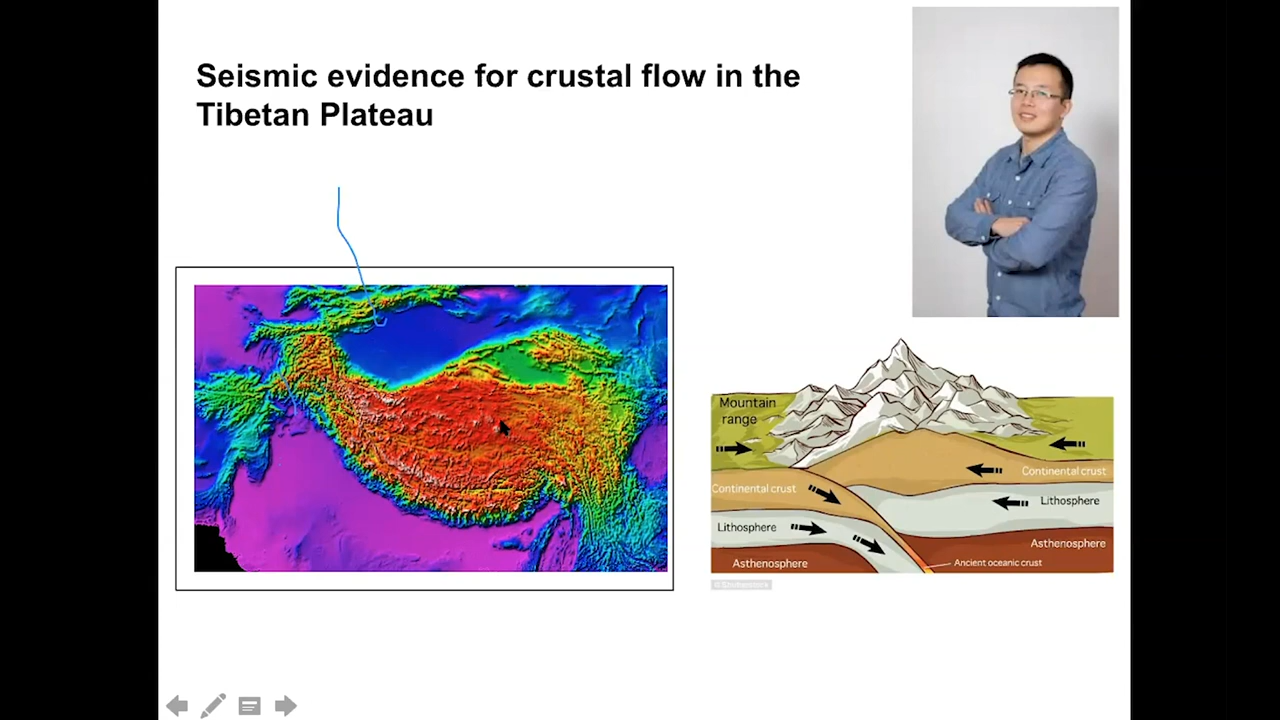 Seismic evidence for crustal flow in the
Tibetan Plateau
Mountain
range
Continental crust
Continental crust
Lithosphere
Lithosphere
Asthenosphere
Asthenosphere
Ancient oceanic crust